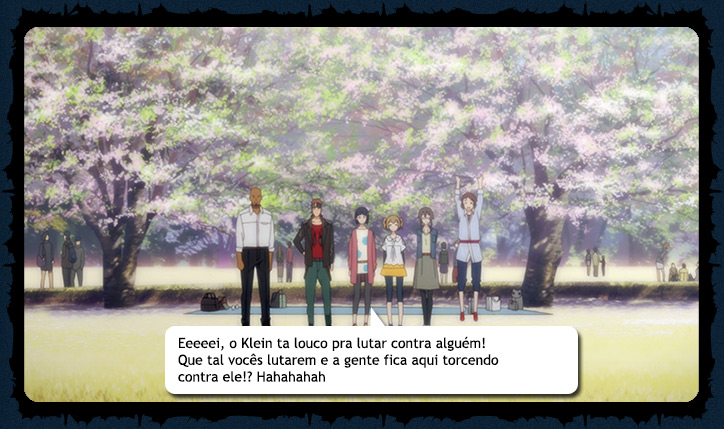 Eeeeei, o Klein ta louco pra lutar contra alguém!
Que tal vocês lutarem e a gente fica aqui torcendo
contra ele!? Hahahahah